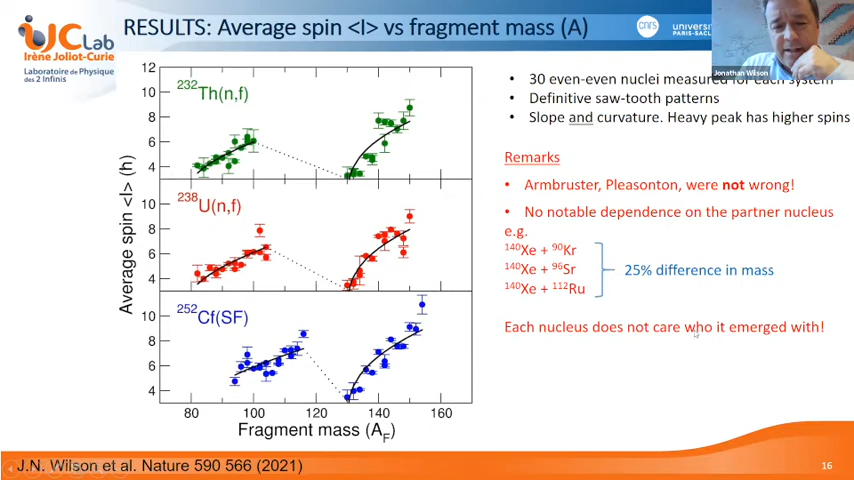 IJC Lab
Irène Joliot-Curie
Laboratoire de Physique
des 2 Infinis
RESULTS: Average spin <I> vs fragment mass (A)
cnrs
univers
PARIS-SACL
Jonathan Wilson
12
10
8
6
4
232Th(n,f)
10
8
6
4
238U(n,f)
10
8
6
4
252Cf(SF)
80
100
120
140
160
Average spin <I> (ħ)
Fragment mass (AF)
• 30 even-even nuclei measured for each system
• Definitive saw-tooth patterns
• Slope and curvature. Heavy peak has higher spins
Remarks
• Armbruster, Pleasonton, were not wrong!
• No notable dependence on the partner nucleus
e.g.
140Xe + 90Kr
140Xe + 96Sr
140Xe + 112Ru
25% difference in mass
Each nucleus does not care who it emerged with!
J.N. Wilson et al. Nature 590 566 (2021)
16